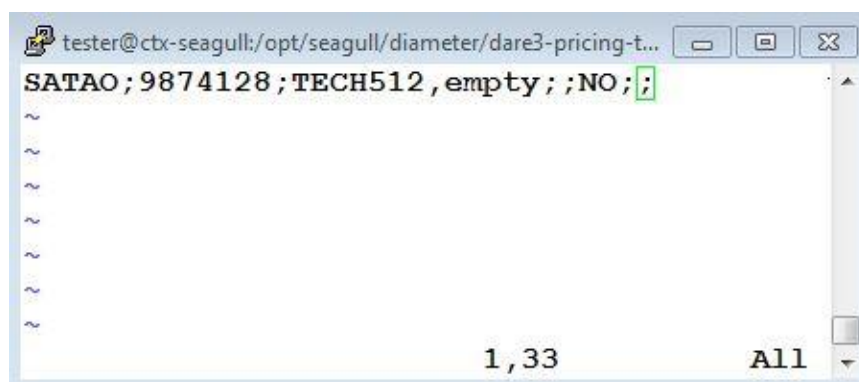 tester@ctx-seagull:/opt/seagull/diameter/dare3-pricing-t...
SATAO;9874128;TECH512,empty;;NO;;
~
~
~
~
~
~
~
1,33 All